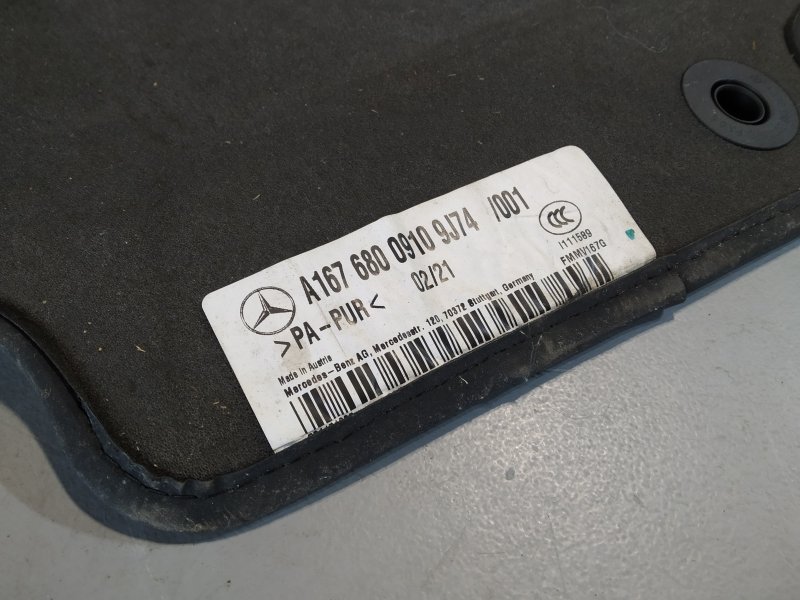 A167 680 0910 9J74 /001
>PA-PUR< 02/21
CCC
I111589
FMMV167G
Made in Austria
Mercedes-Benz AG, Mercedesstr. 120, 70372 Stuttgart, Germany